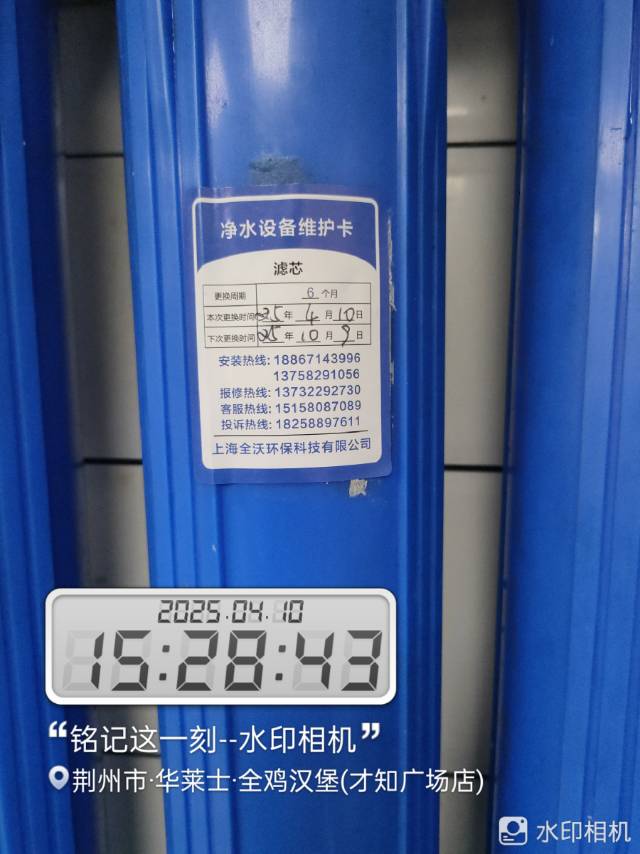 净水设备维护卡
滤芯
更换周期 6 个月
本次更换时间 25 年 4 月 10 日
下次更换时间 25 年 10 月 9 日
安装热线: 18867143996
13758291056
报修热线: 13732292730
客服热线: 15158087089
投诉热线: 18258897611
上海全沃环保科技有限公司
2025.04.10
15:28:43
“铭记这一刻--水印相机”
荆州市·华莱士·全鸡汉堡(才知广场店)
水印相机